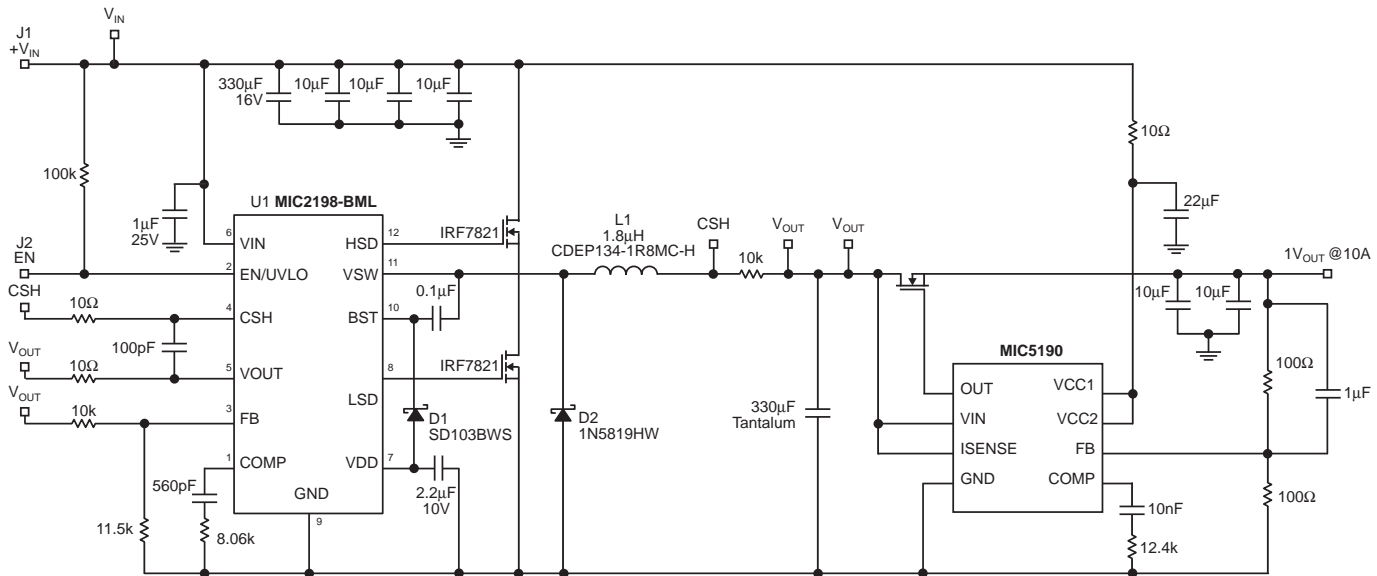 J1
+VIN
VIN
330µF
16V
10µF
10µF
10µF
10Ω
100k
22µF
1µF
25V
U1 MIC2198-BML
J2
EN
CSH
10Ω
100pF
VOUT
10Ω
VOUT
10k
6
VIN
2
EN/UVLO
4
CSH
5
VOUT
3
FB
1
COMP
GND
9
12
HSD
11
VSW
10
BST
8
LSD
7
VDD
IRF7821
IRF7821
0.1µF
D1
SD103BWS
2.2µF
10V
D2
1N5819HW
L1
1.8µH
CDEP134-1R8MC-H
CSH
10k
VOUT
VOUT
330µF
Tantalum
560pF
8.06k
11.5k
MIC5190
OUT
VIN
ISENSE
GND
VCC1
VCC2
FB
COMP
10nF
12.4k
10µF
10µF
1VOUT @10A
100Ω
1µF
100Ω